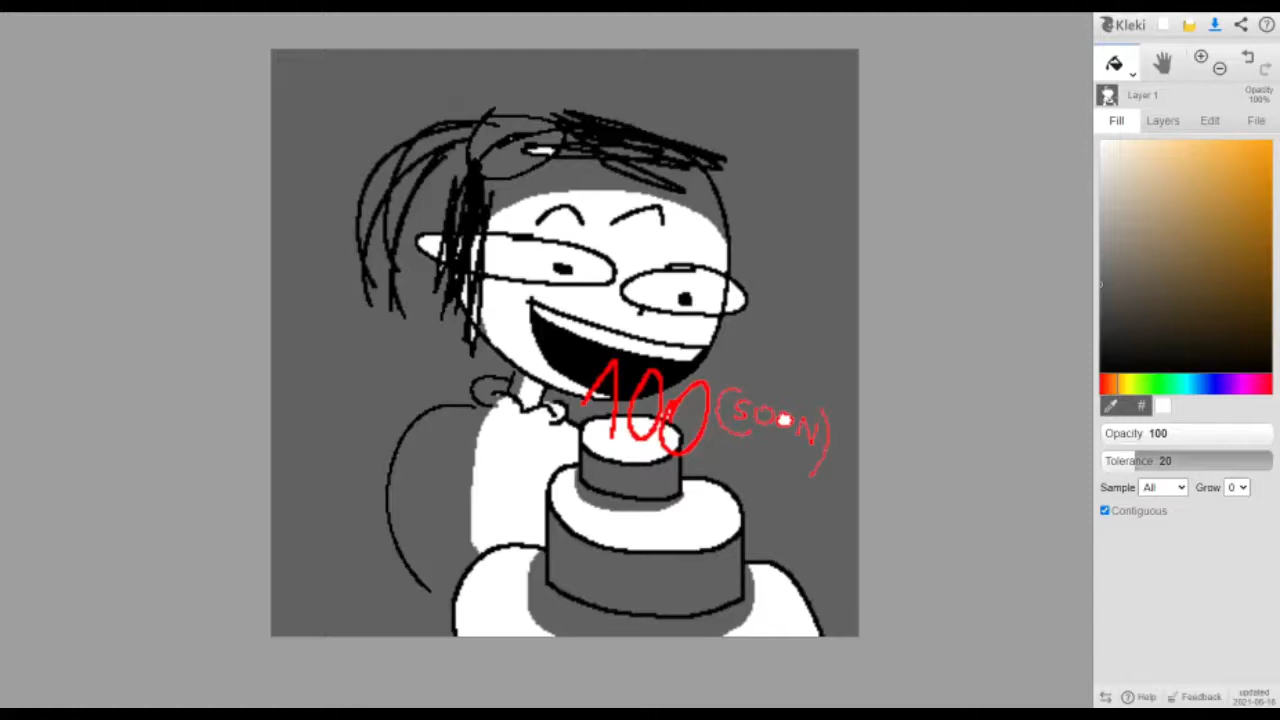 Kleki
Layer 1
Opacity
100%
Fill Layers Edit File
100 (SOON)
#
Opacity 100
Tolerance 20
Sample All Grow 0
Contiguous
Help Feedback updated
2021-06-16